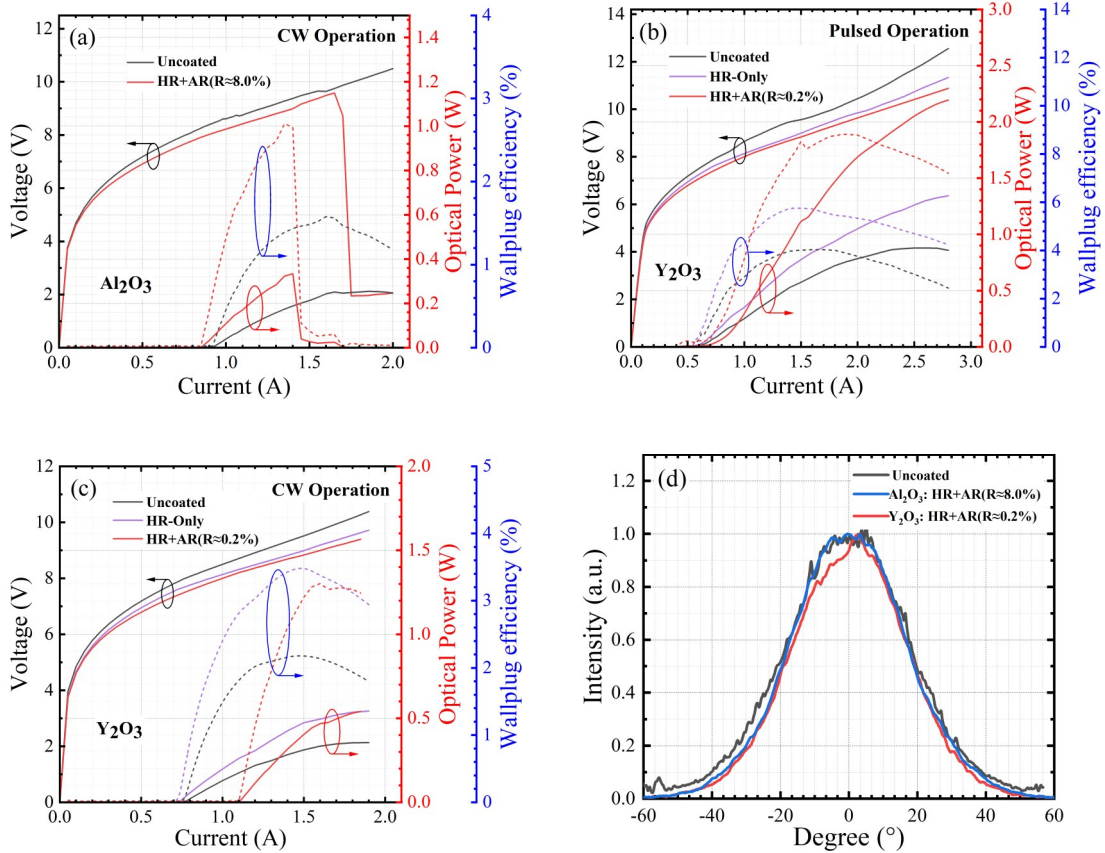 (a)
CW Operation
Uncoated
HR+AR(R≈8.0%)
Al2O3
Voltage (V)
12
10
8
6
4
2
0
0.0 0.5 1.0 1.5 2.0
Current (A)
1.4
1.2
1.0
0.8
0.6
0.4
0.2
0.0
Optical Power (W)
4
3
2
1
0
Wallplug efficiency (%)
(b)
Pulsed Operation
Uncoated
HR-Only
HR+AR(R≈0.2%)
Y2O3
Voltage (V)
14
12
10
8
6
4
2
0
0.0 0.5 1.0 1.5 2.0 2.5 3.0
Current (A)
3.0
2.5
2.0
1.5
1.0
0.5
0.0
Optical Power (W)
14
12
10
8
6
4
2
0
Wallplug efficiency (%)
(c)
CW Operation
Uncoated
HR-Only
HR+AR(R≈0.2%)
Y2O3
Voltage (V)
12
10
8
6
4
2
0
0.0 0.5 1.0 1.5 2.0
Current (A)
2.0
1.6
1.2
0.8
0.4
0.0
Optical Power (W)
5
4
3
2
1
0
Wallplug efficiency (%)
(d)
Uncoated
Al2O3: HR+AR(R≈8.0%)
Y2O3: HR+AR(R≈0.2%)
Intensity (a.u.)
1.2
1.0
0.8
0.6
0.4
0.2
0.0
-60 -40 -20 0 20 40 60
Degree (°)